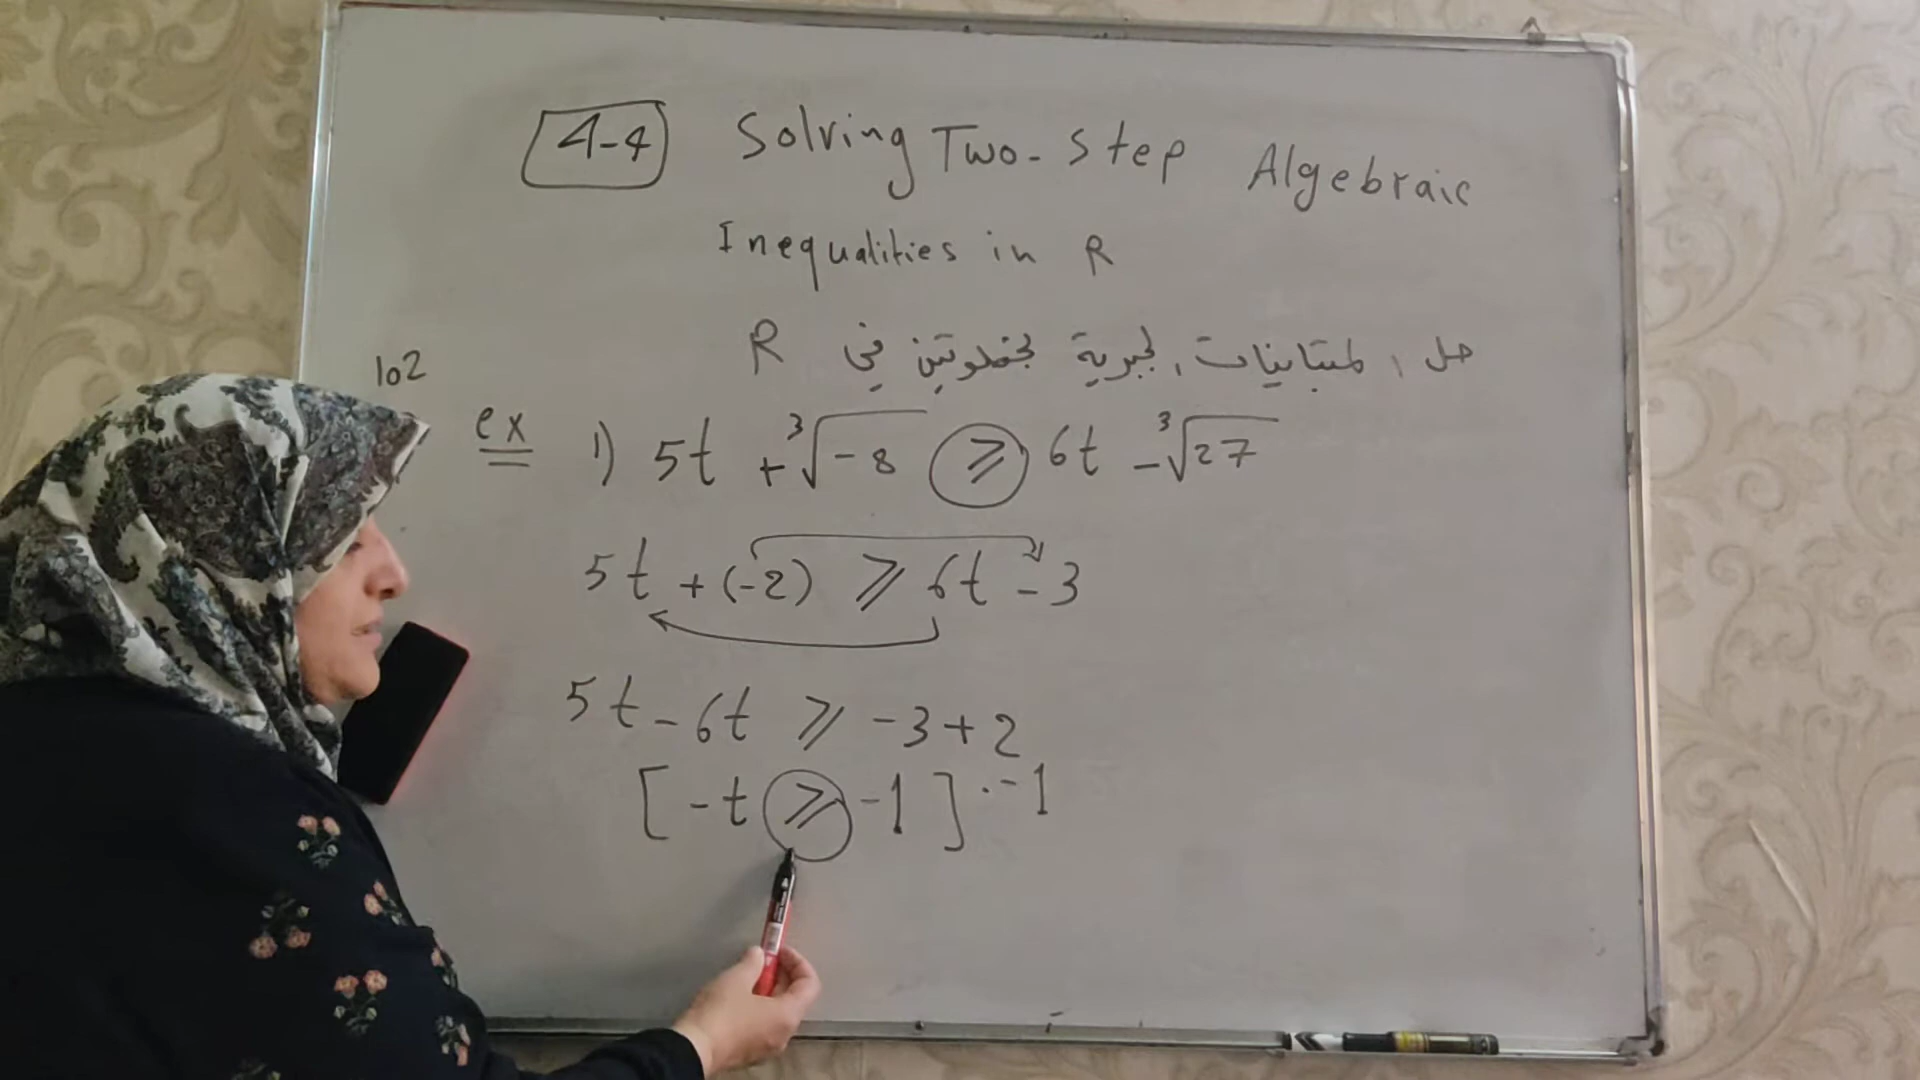 4-4 Solving Two-Step Algebraic
Inequalities in R
حل المتباينات الجبرية بخطوتين في R
102
ex 1) 5t + ∛-8 ⩾ 6t - ∛27
5t + (-2) ⩾ 6t - 3
5t - 6t ⩾ -3 + 2
[ -t ⩾ -1 ] · -1